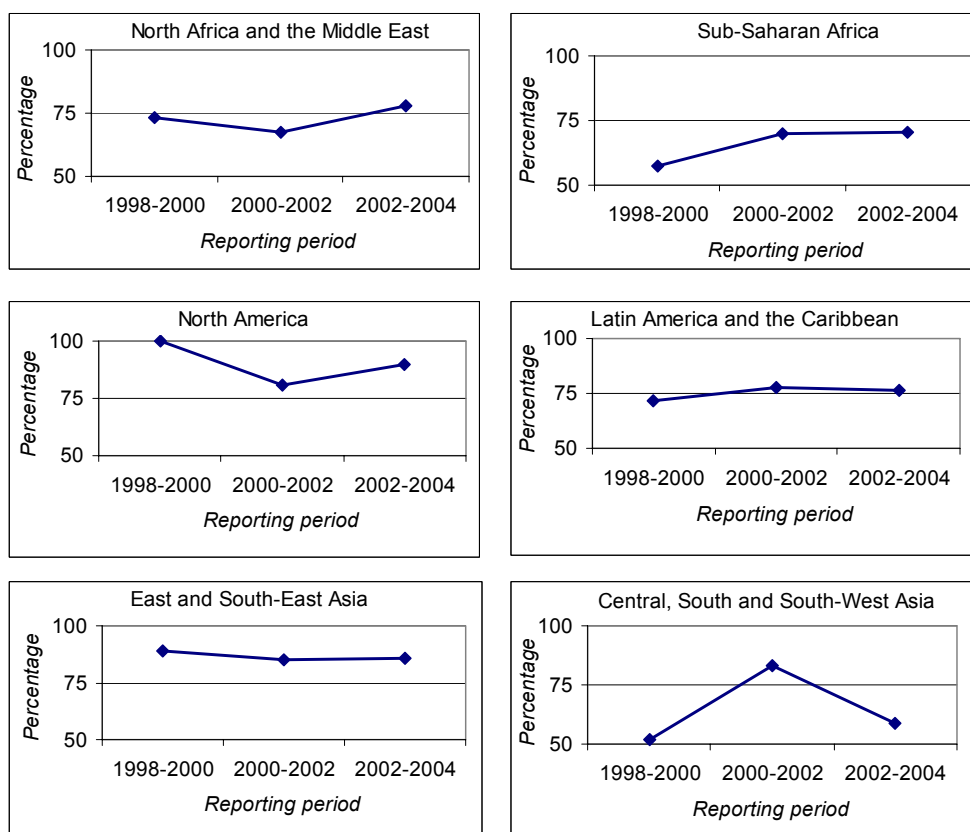 North Africa and the Middle East
100
75
50
Percentage
1998-2000 2000-2002 2002-2004
Reporting period
Sub-Saharan Africa
100
75
50
Percentage
1998-2000 2000-2002 2002-2004
Reporting period
North America
100
75
50
Percentage
1998-2000 2000-2002 2002-2004
Reporting period
Latin America and the Caribbean
100
75
50
Percentage
1998-2000 2000-2002 2002-2004
Reporting period
East and South-East Asia
100
75
50
Percentage
1998-2000 2000-2002 2002-2004
Reporting period
Central, South and South-West Asia
100
75
50
Percentage
1998-2000 2000-2002 2002-2004
Reporting period